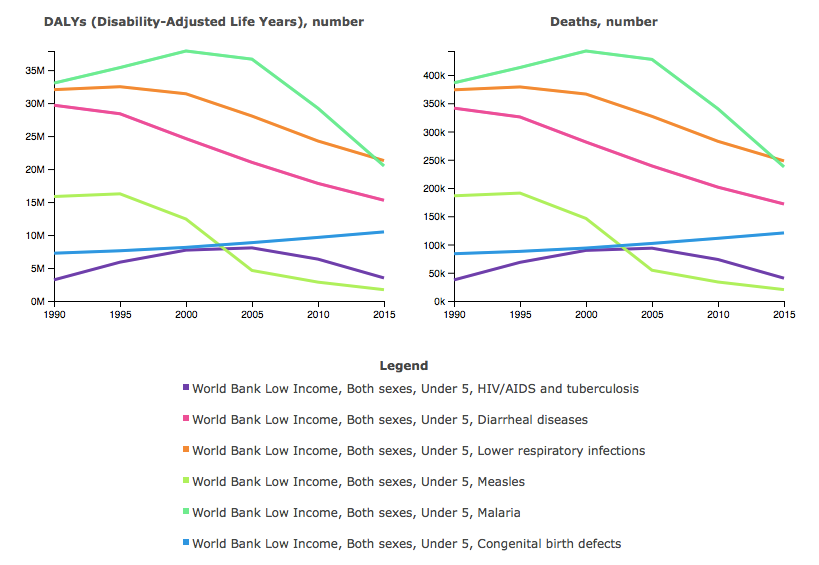 DALYs (Disability-Adjusted Life Years), number
35M
30M
25M
20M
15M
10M
5M
0M
1990 1995 2000 2005 2010 2015
Deaths, number
400k
350k
300k
250k
200k
150k
100k
50k
0k
1990 1995 2000 2005 2010 2015
Legend
World Bank Low Income, Both sexes, Under 5, HIV/AIDS and tuberculosis
World Bank Low Income, Both sexes, Under 5, Diarrheal diseases
World Bank Low Income, Both sexes, Under 5, Lower respiratory infections
World Bank Low Income, Both sexes, Under 5, Measles
World Bank Low Income, Both sexes, Under 5, Malaria
World Bank Low Income, Both sexes, Under 5, Congenital birth defects